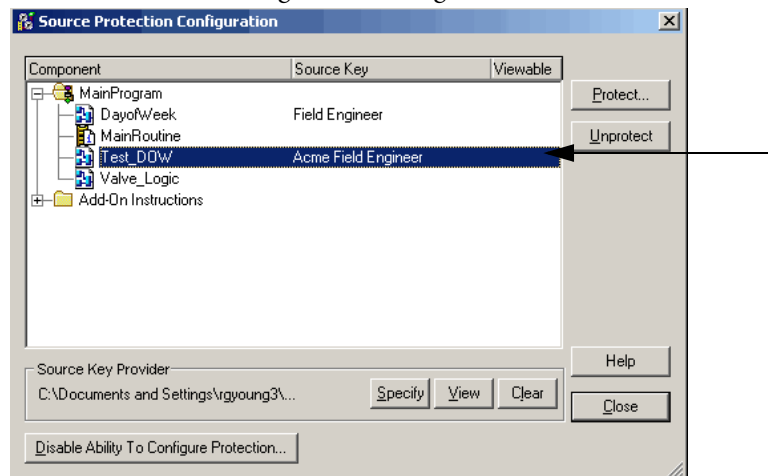 Source Protection Configuration
Component Source Key Viewable
MainProgram
DayofWeek Field Engineer
MainRoutine
Test_DOW Acme Field Engineer
Valve_Logic
Add-On Instructions
Protect...
Unprotect
Help
Source Key Provider
C:\Documents and Settings\rgyoung3\... Specify View Clear
Close
Disable Ability To Configure Protection...